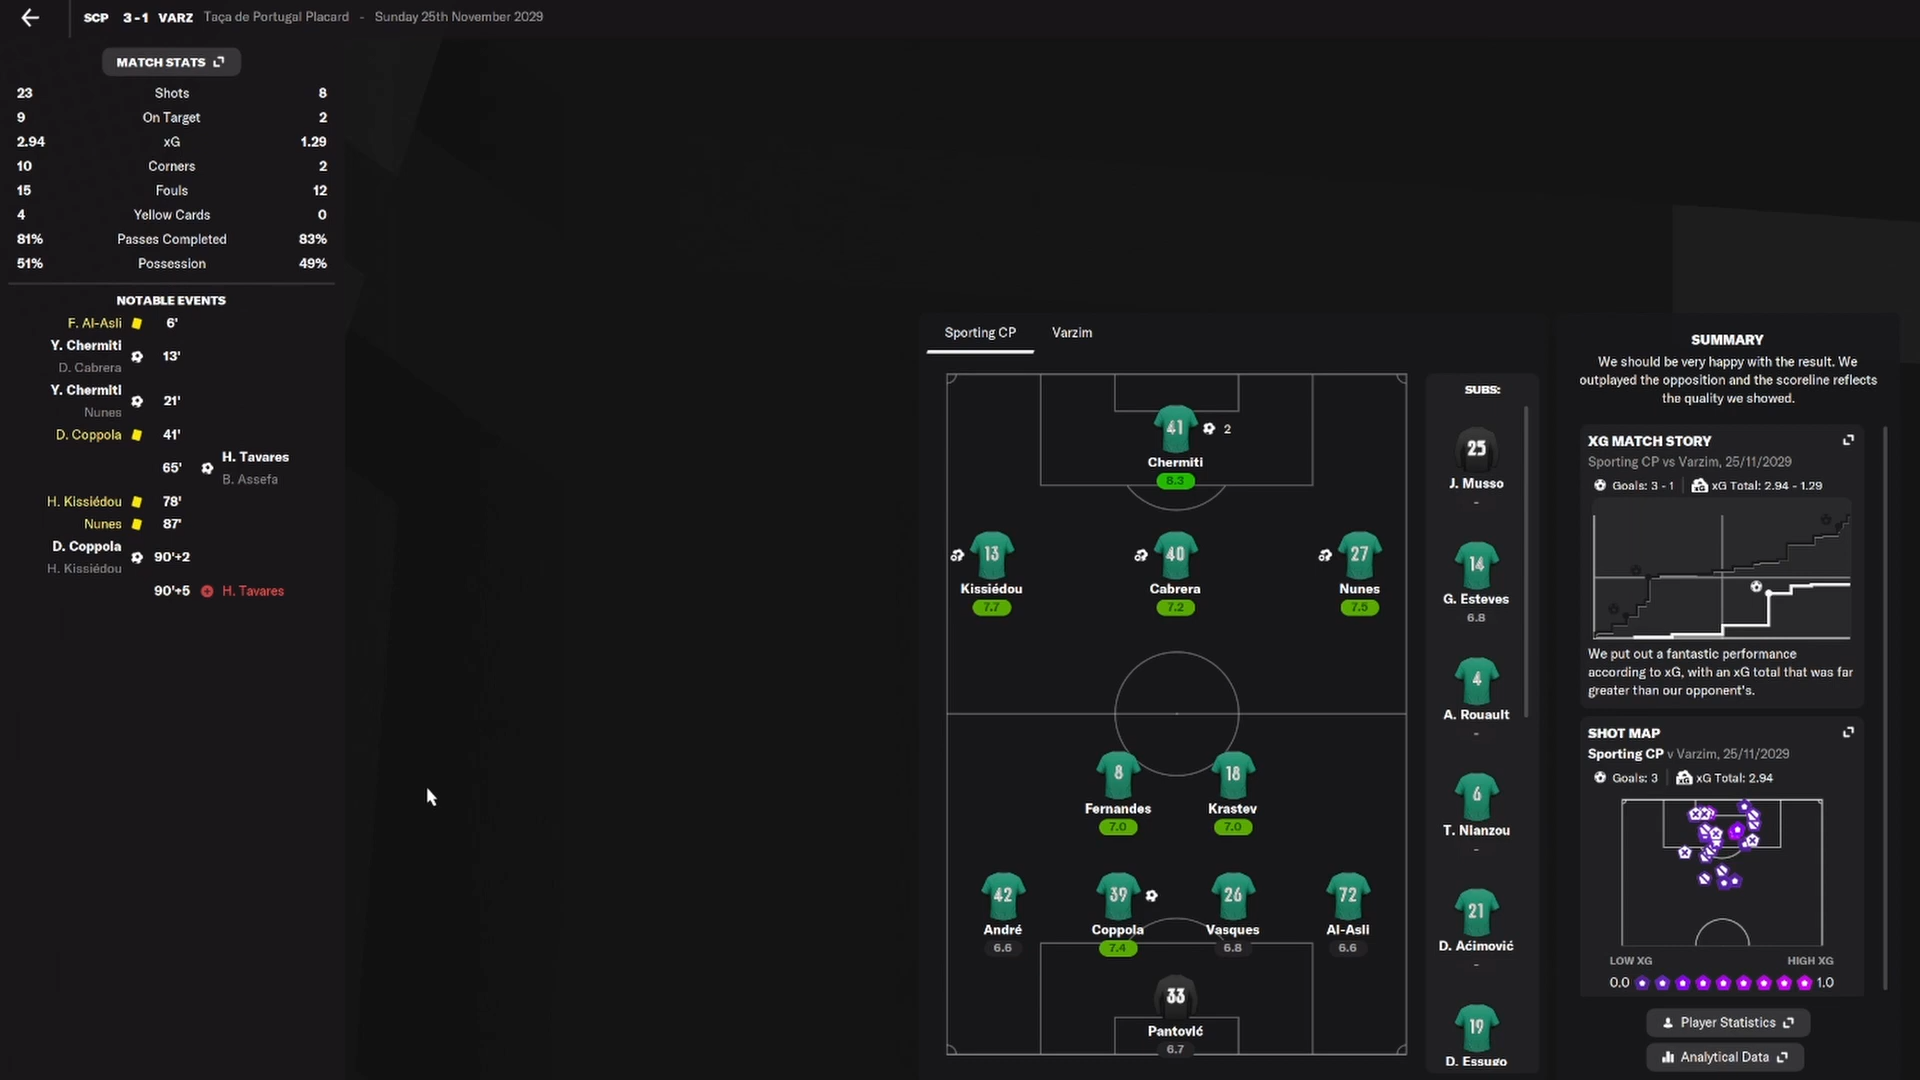 SCP 3-1 VARZ Taça de Portugal Placard - Sunday 25th November 2029
MATCH STATS
23 Shots 8
9 On Target 2
2.94 xG 1.29
10 Corners 2
15 Fouls 12
4 Yellow Cards 0
81% Passes Completed 83%
51% Possession 49%
NOTABLE EVENTS
F. Al-Asli 6'
Y. Chermiti 13'
D. Cabrera
Y. Chermiti 21'
Nunes
D. Coppola 41'
65' H. Tavares
B. Assefa
H. Kissiédou 78'
Nunes 87'
D. Coppola 90'+2
H. Kissiédou
90'+5 H. Tavares
Sporting CP Varzim
41 2
Chermiti
8.3
13 40 27
Kissiédou Cabrera Nunes
7.7 7.2 7.5
8 18
Fernandes Krastev
7.0 7.0
42 39 26 72
André Coppola Vasques Al-Asli
6.6 7.4 6.8 6.6
33
Pantović
6.7
SUBS:
25
J. Musso
-
14
G. Esteves
6.8
4
A. Rouault
-
6
T. Nianzou
-
21
D. Aćimović
-
19
D. Essugo
SUMMARY
We should be very happy with the result. We
outplayed the opposition and the scoreline reflects
the quality we showed.
XG MATCH STORY
Sporting CP vs Varzim, 25/11/2029
Goals: 3 - 1 xG xG Total: 2.94 - 1.29
We put out a fantastic performance
according to xG, with an xG total that was far
greater than our opponent's.
SHOT MAP
Sporting CP v Varzim, 25/11/2029
Goals: 3 xG xG Total: 2.94
LOW XG HIGH XG
0.0 1.0
Player Statistics
Analytical Data